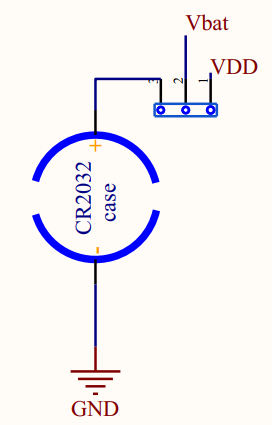 Vbat
VDD
3 2 1
+
CR2032
case
-
GND